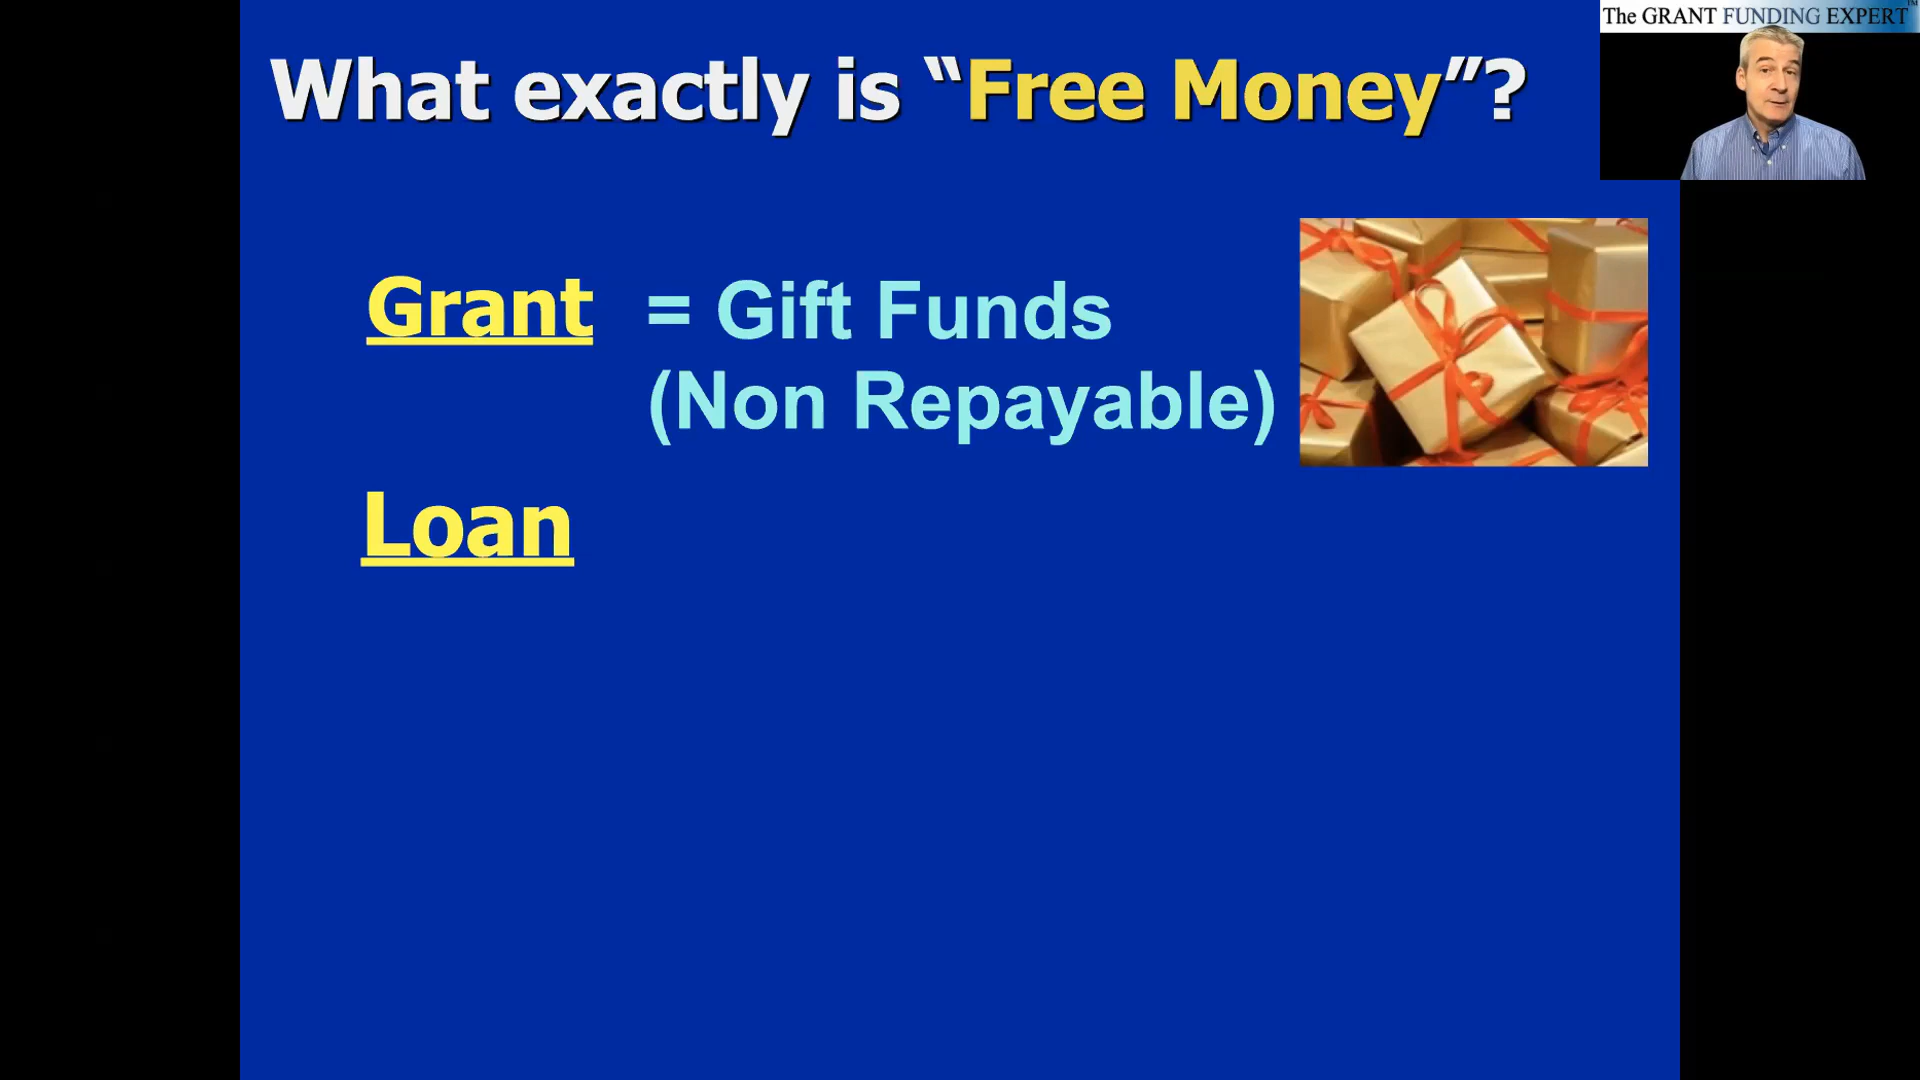 The GRANT FUNDING EXPERT™
What exactly is “Free Money”?
Grant = Gift Funds
(Non Repayable)
Loan